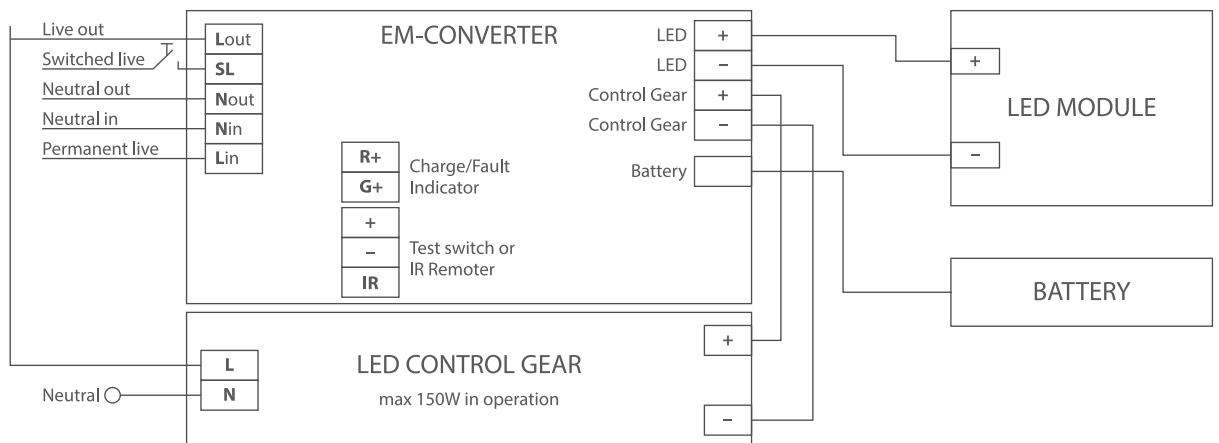 Live out
Switched live
Neutral out
Neutral in
Permanent live
Lout
SL
Nout
Nin
Lin
EM-CONVERTER
R+
G+
Charge/Fault
Indicator
+
−
IR
Test switch or
IR Remoter
LED +
LED −
Control Gear +
Control Gear −
Battery
+
−
LED MODULE
BATTERY
L
N
Neutral
LED CONTROL GEAR
max 150W in operation
+
−